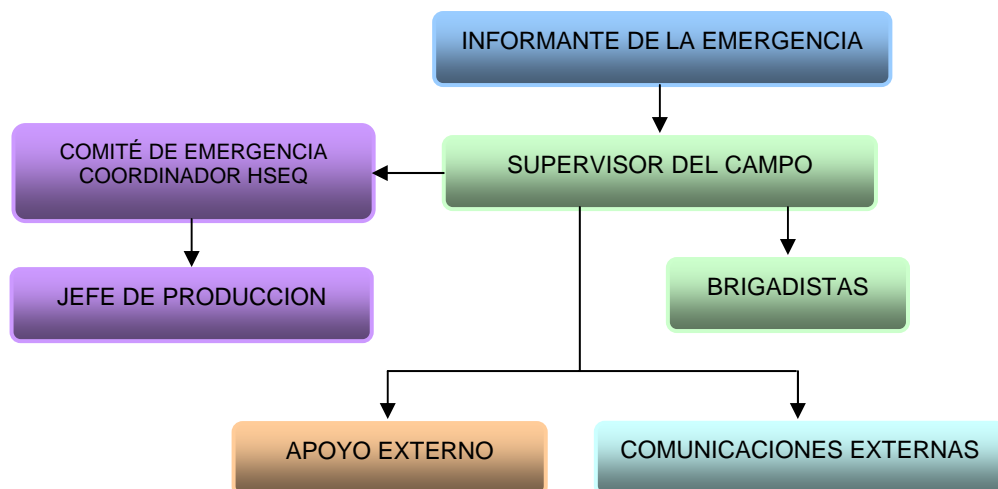 INFORMANTE DE LA EMERGENCIA
COMITÉ DE EMERGENCIA
COORDINADOR HSEQ
SUPERVISOR DEL CAMPO
JEFE DE PRODUCCION
BRIGADISTAS
APOYO EXTERNO
COMUNICACIONES EXTERNAS